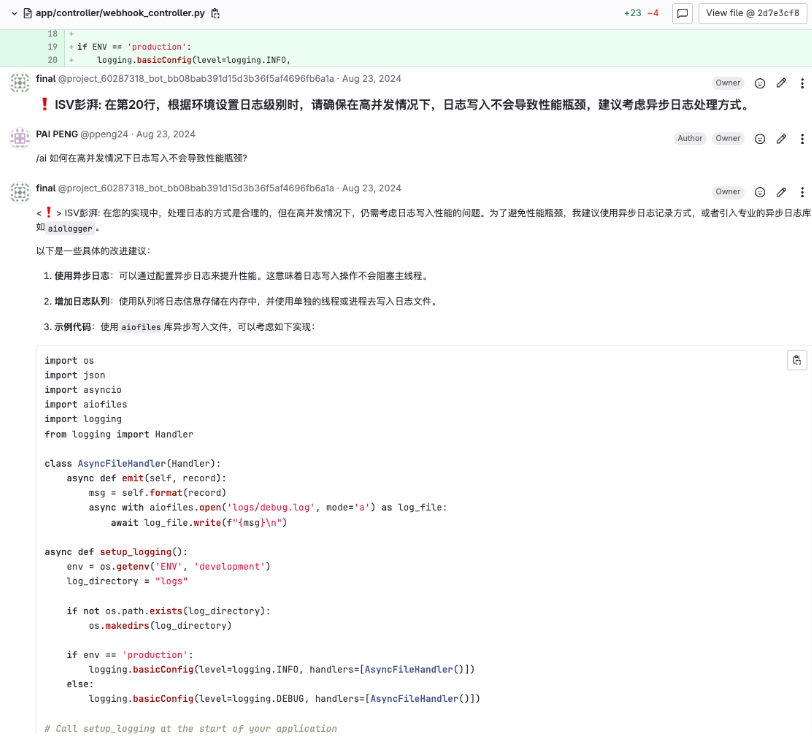 app/controller/webhook_controller.py
+23 −4
View file @ 2d7e3cf8
18 +
19 + if ENV == 'production':
20 + logging.basicConfig(level=logging.INFO,
final @project_60287318_bot_bb08bab391d15d3b36f5af4696fb6a1a · Aug 23, 2024
Owner
❗ ISV彭湃: 在第20行，根据环境设置日志级别时，请确保在高并发情况下，日志写入不会导致性能瓶颈，建议考虑异步日志处理方式。
PAI PENG @ppeng24 · Aug 23, 2024
Author Owner
/ai 如何在高并发情况下日志写入不会导致性能瓶颈?
final @project_60287318_bot_bb08bab391d15d3b36f5af4696fb6a1a · Aug 23, 2024
Owner
<❗> ISV彭湃: 在您的实现中，处理日志的方式是合理的，但在高并发情况下，仍需考虑日志写入性能的问题。为了避免性能瓶颈，我建议使用异步日志记录方式，或者引入专业的异步日志库
如 aiologger 。
以下是一些具体的改进建议：
1. 使用异步日志：可以通过配置异步日志来提升性能。这意味着日志写入操作不会阻塞主线程。
2. 增加日志队列：使用队列将日志信息存储在内存中，并使用单独的线程或进程去写入日志文件。
3. 示例代码：使用 aiofiles 库异步写入文件，可以考虑如下实现：
import os
import json
import asyncio
import aiofiles
import logging
from logging import Handler
class AsyncFileHandler(Handler):
async def emit(self, record):
msg = self.format(record)
async with aiofiles.open('logs/debug.log', mode='a') as log_file:
await log_file.write(f"{msg}\n")
async def setup_logging():
env = os.getenv('ENV', 'development')
log_directory = "logs"
if not os.path.exists(log_directory):
os.makedirs(log_directory)
if env == 'production':
logging.basicConfig(level=logging.INFO, handlers=[AsyncFileHandler()])
else:
logging.basicConfig(level=logging.DEBUG, handlers=[AsyncFileHandler()])
# Call setup_logging at the start of your application